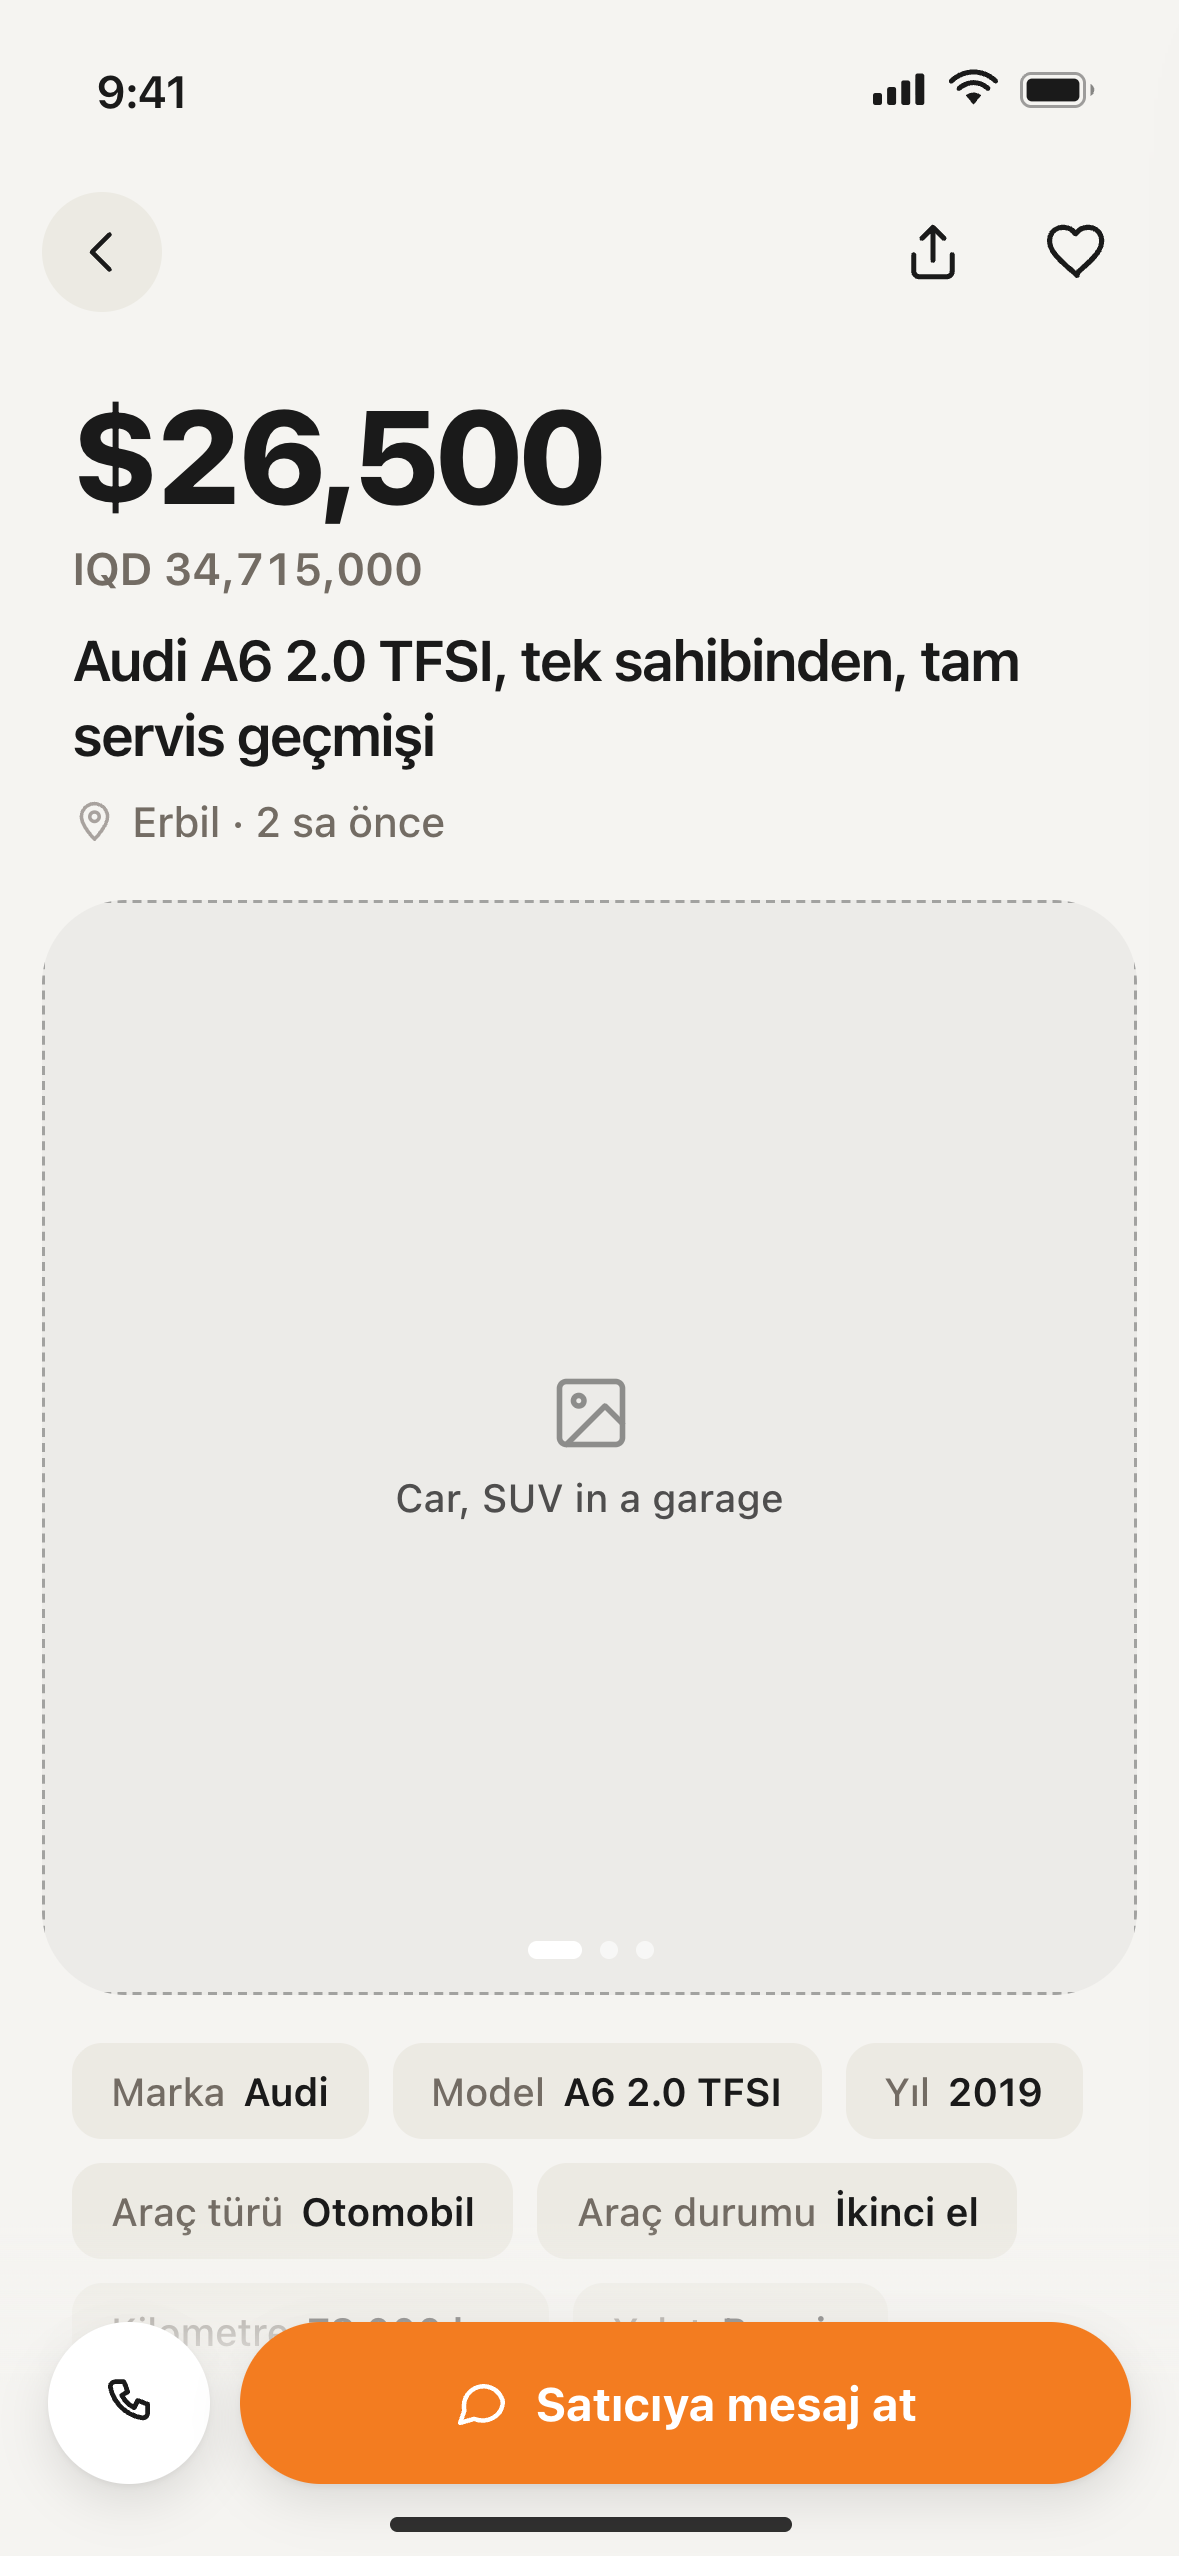 9:41
$26,500
IQD 34,715,000
Audi A6 2.0 TFSI, tek sahibinden, tam
servis geçmişi
Erbil · 2 sa önce
Car, SUV in a garage
Marka Audi Model A6 2.0 TFSI Yıl 2019
Araç türü Otomobil Araç durumu İkinci el
Kilometre
Satıcıya mesaj at